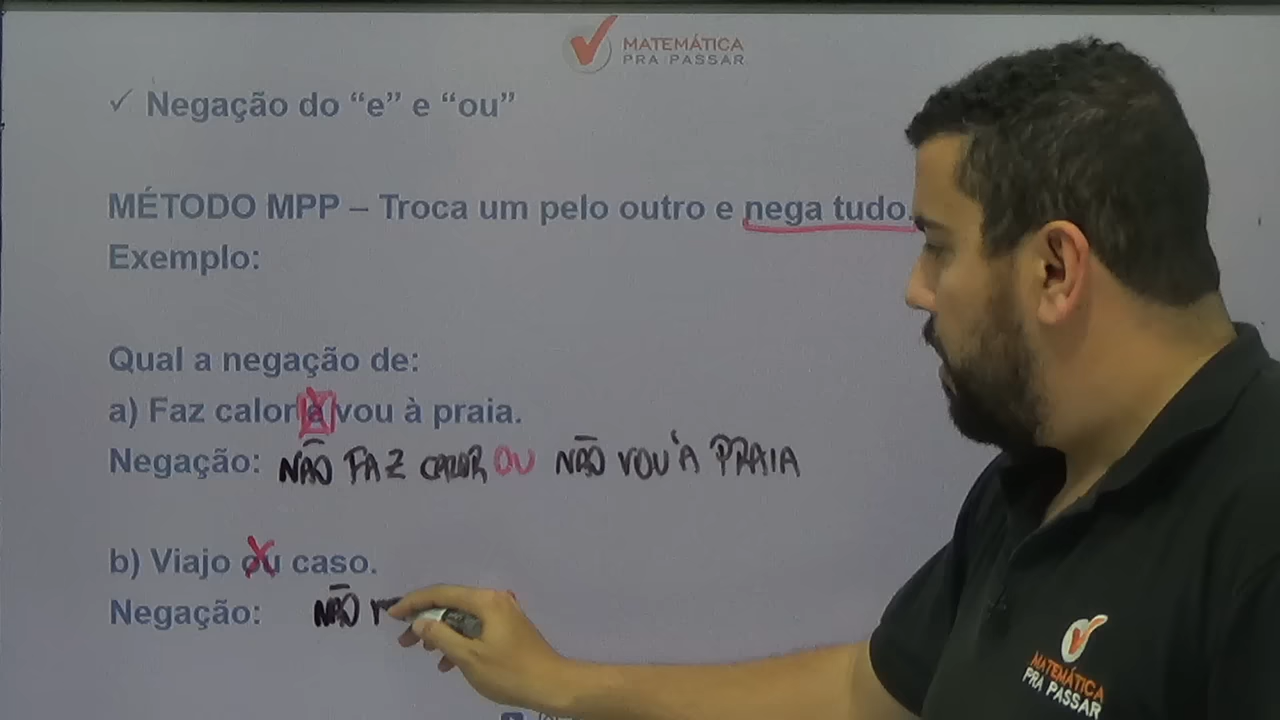 MATEMÁTICA
PRA PASSAR
✓ Negação do “e” e “ou”
MÉTODO MPP – Troca um pelo outro e nega tudo.
Exemplo:
Qual a negação de:
a) Faz calor e vou à praia.
Negação: NÃO FAZ CALOR OU NÃO VOU À PRAIA
b) Viajo ou caso.
Negação: NÃO
MATEMÁTICA
PRA PASSAR